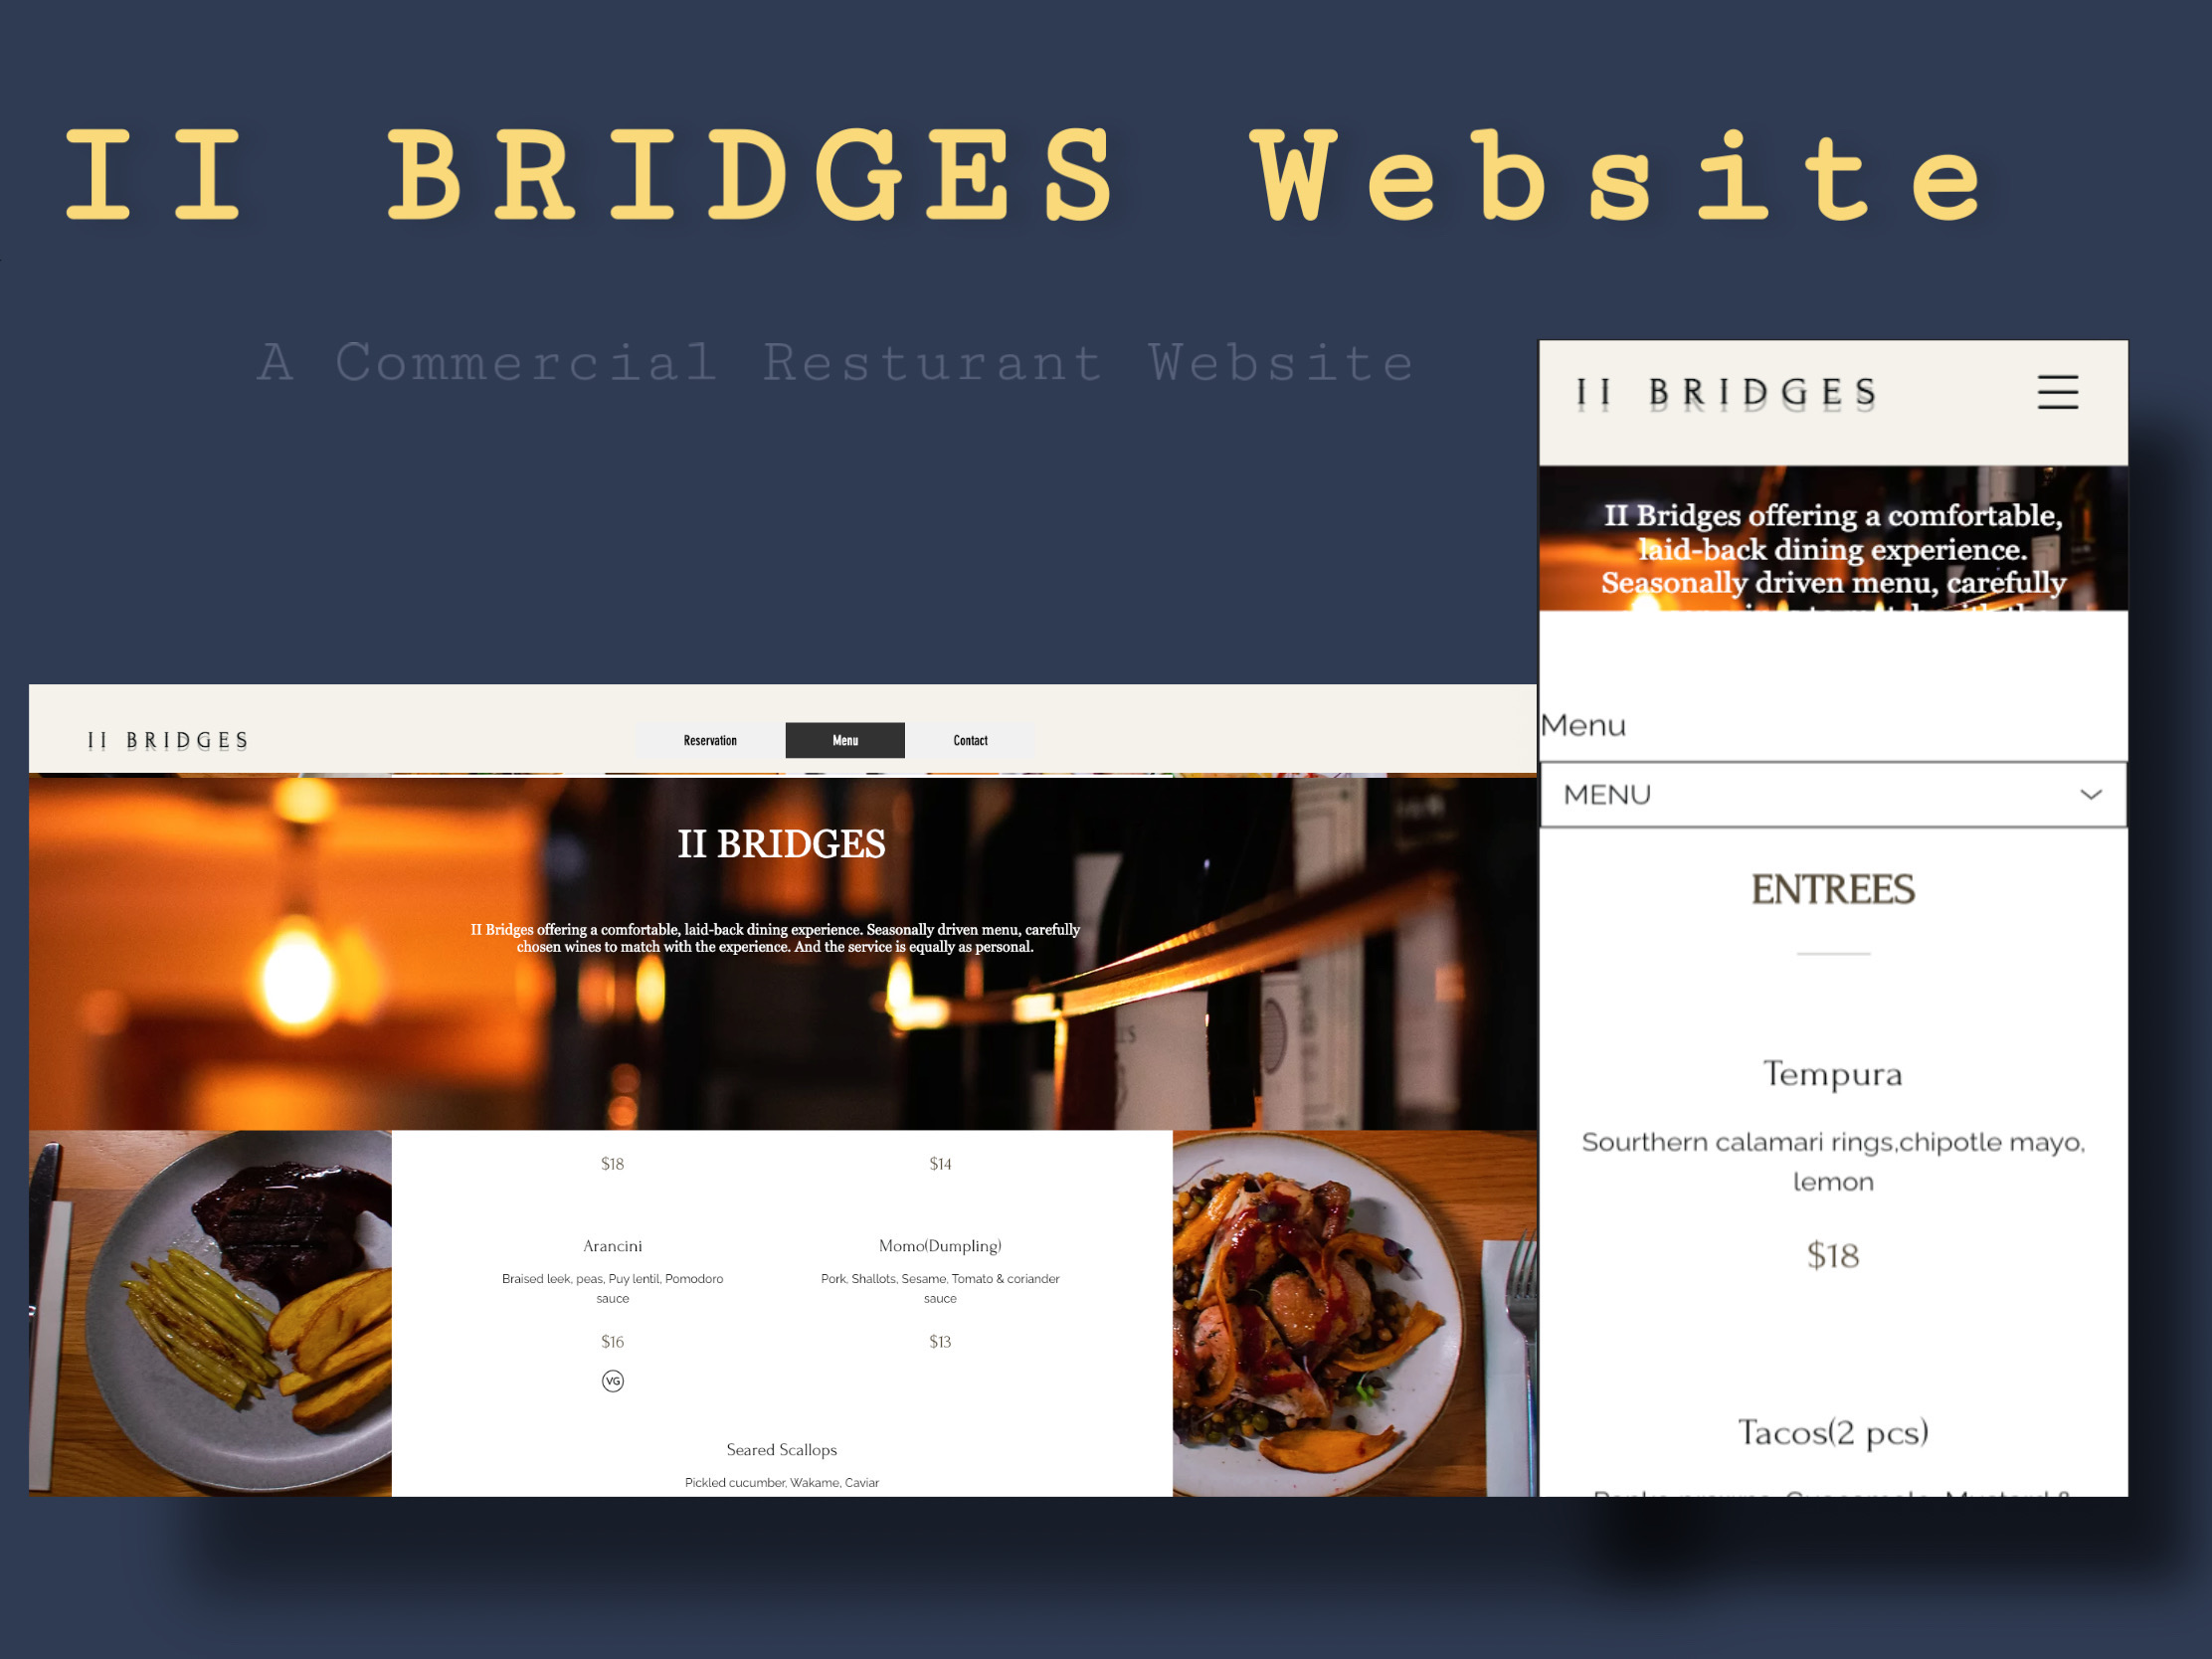 II BRIDGES Website
A Commercial Resturant Website
II BRIDGES
Reservation
Menu
Contact
II BRIDGES
II Bridges offering a comfortable, laid-back dining experience. Seasonally driven menu, carefully
chosen wines to match with the experience. And the service is equally as personal.
$18
$14
Arancini
Braised leek, peas, Puy lentil, Pomodoro
sauce
$16
VG
Momo(Dumpling)
Pork, Shallots, Sesame, Tomato & coriander
sauce
$13
Seared Scallops
Pickled cucumber, Wakame, Caviar
II BRIDGES
II Bridges offering a comfortable,
laid-back dining experience.
Seasonally driven menu, carefully
Menu
MENU
ENTREES
Tempura
Sourthern calamari rings,chipotle mayo,
lemon
$18
Tacos(2 pcs)